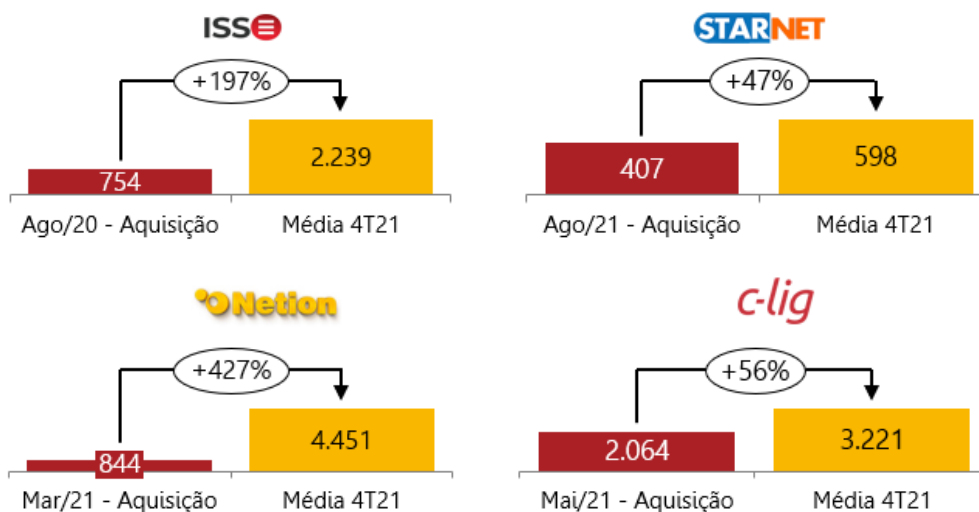 ISSO
STARNET
+197%
+47%
754
2.239
407
598
Ago/20 - Aquisição
Média 4T21
Ago/21 - Aquisição
Média 4T21
Netion
c-lig
+427%
+56%
844
4.451
2.064
3.221
Mar/21 - Aquisição
Média 4T21
Mai/21 - Aquisição
Média 4T21